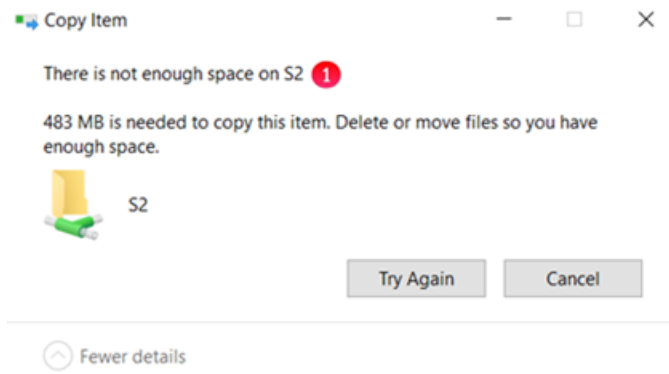 Copy Item
There is not enough space on S2 1
483 MB is needed to copy this item. Delete or move files so you have
enough space.
S2
Try Again Cancel
Fewer details